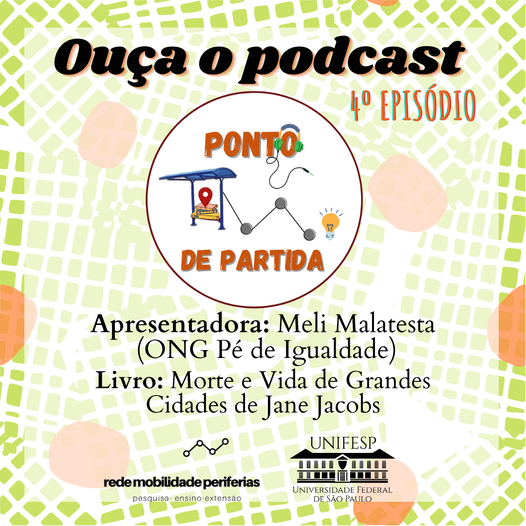 Ouça o podcast
4º EPISÓDIO
PONTO
DE PARTIDA
Apresentadora: Meli Malatesta
(ONG Pé de Igualdade)
Livro: Morte e Vida de Grandes
Cidades de Jane Jacobs
rede mobilidade periferias
pesquisa- ensino-extensão
UNIFESP
Universidade Federal
de São Paulo